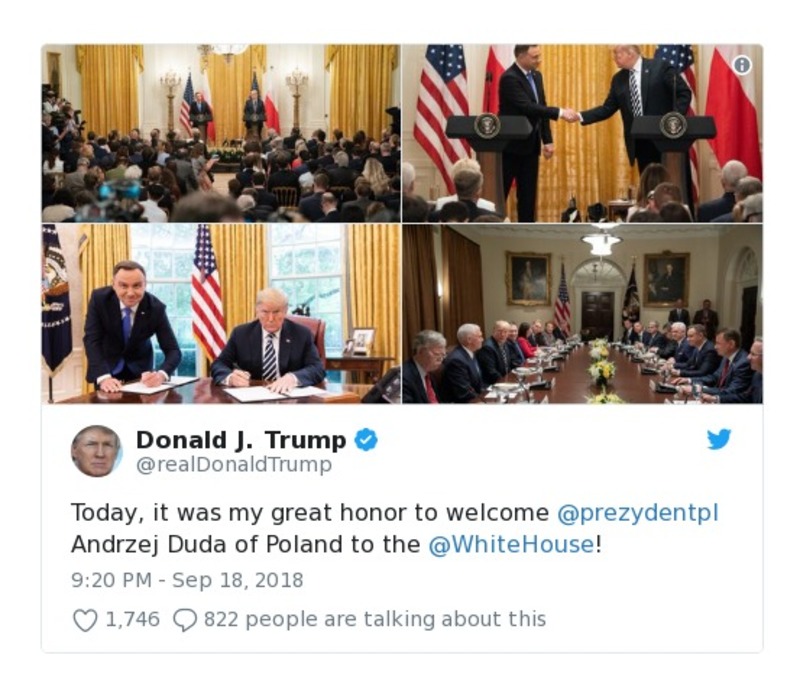 Donald J. Trump
@realDonaldTrump
Today, it was my great honor to welcome @prezydentpl
Andrzej Duda of Poland to the @WhiteHouse!
9:20 PM - Sep 18, 2018
1,746 822 people are talking about this